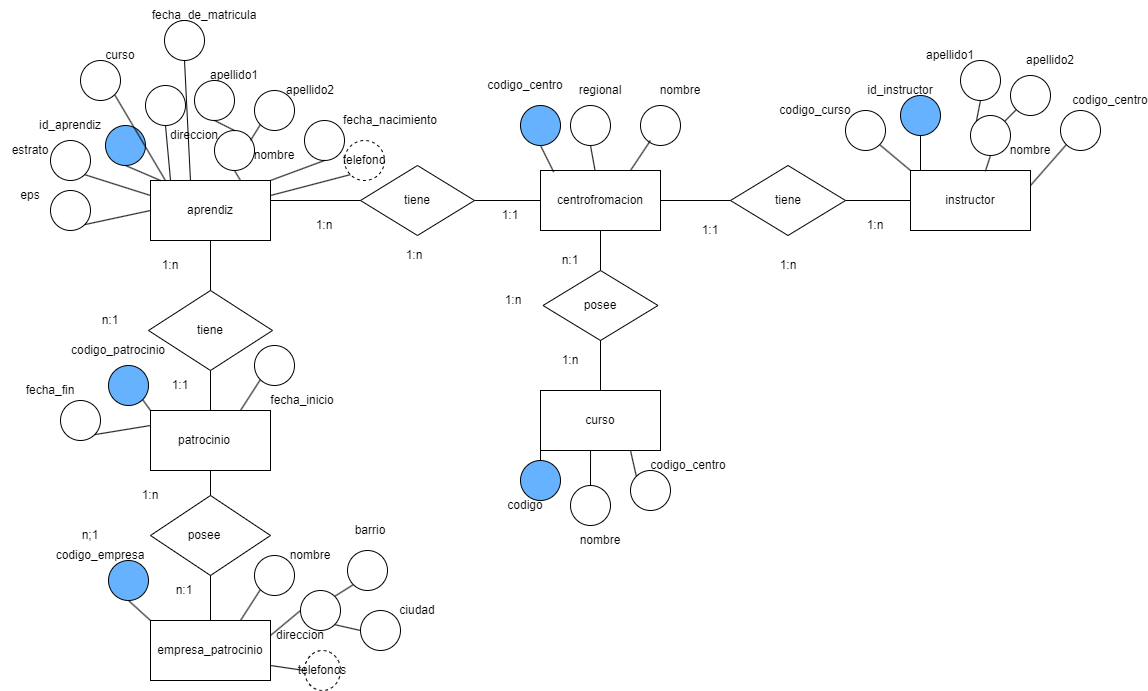 fecha_de_matricula
curso
apellido1
apellido2
id_aprendiz
direccion
fecha_nacimiento
estrato
nombre
telefono
eps
aprendiz
1:n
tiene
1:1
1:n
codigo_centro
regional
nombre
centrofromacion
1:1
tiene
1:n
1:n
apellido1
apellido2
id_instructor
codigo_curso
codigo_centro
nombre
instructor
1:n
n:1
tiene
1:1
n:1
1:n
posee
1:n
codigo_patrocinio
fecha_fin
fecha_inicio
patrocinio
curso
codigo_centro
codigo
nombre
1:n
n;1
posee
n:1
codigo_empresa
nombre
barrio
ciudad
direccion
empresa_patrocinio
telefonos